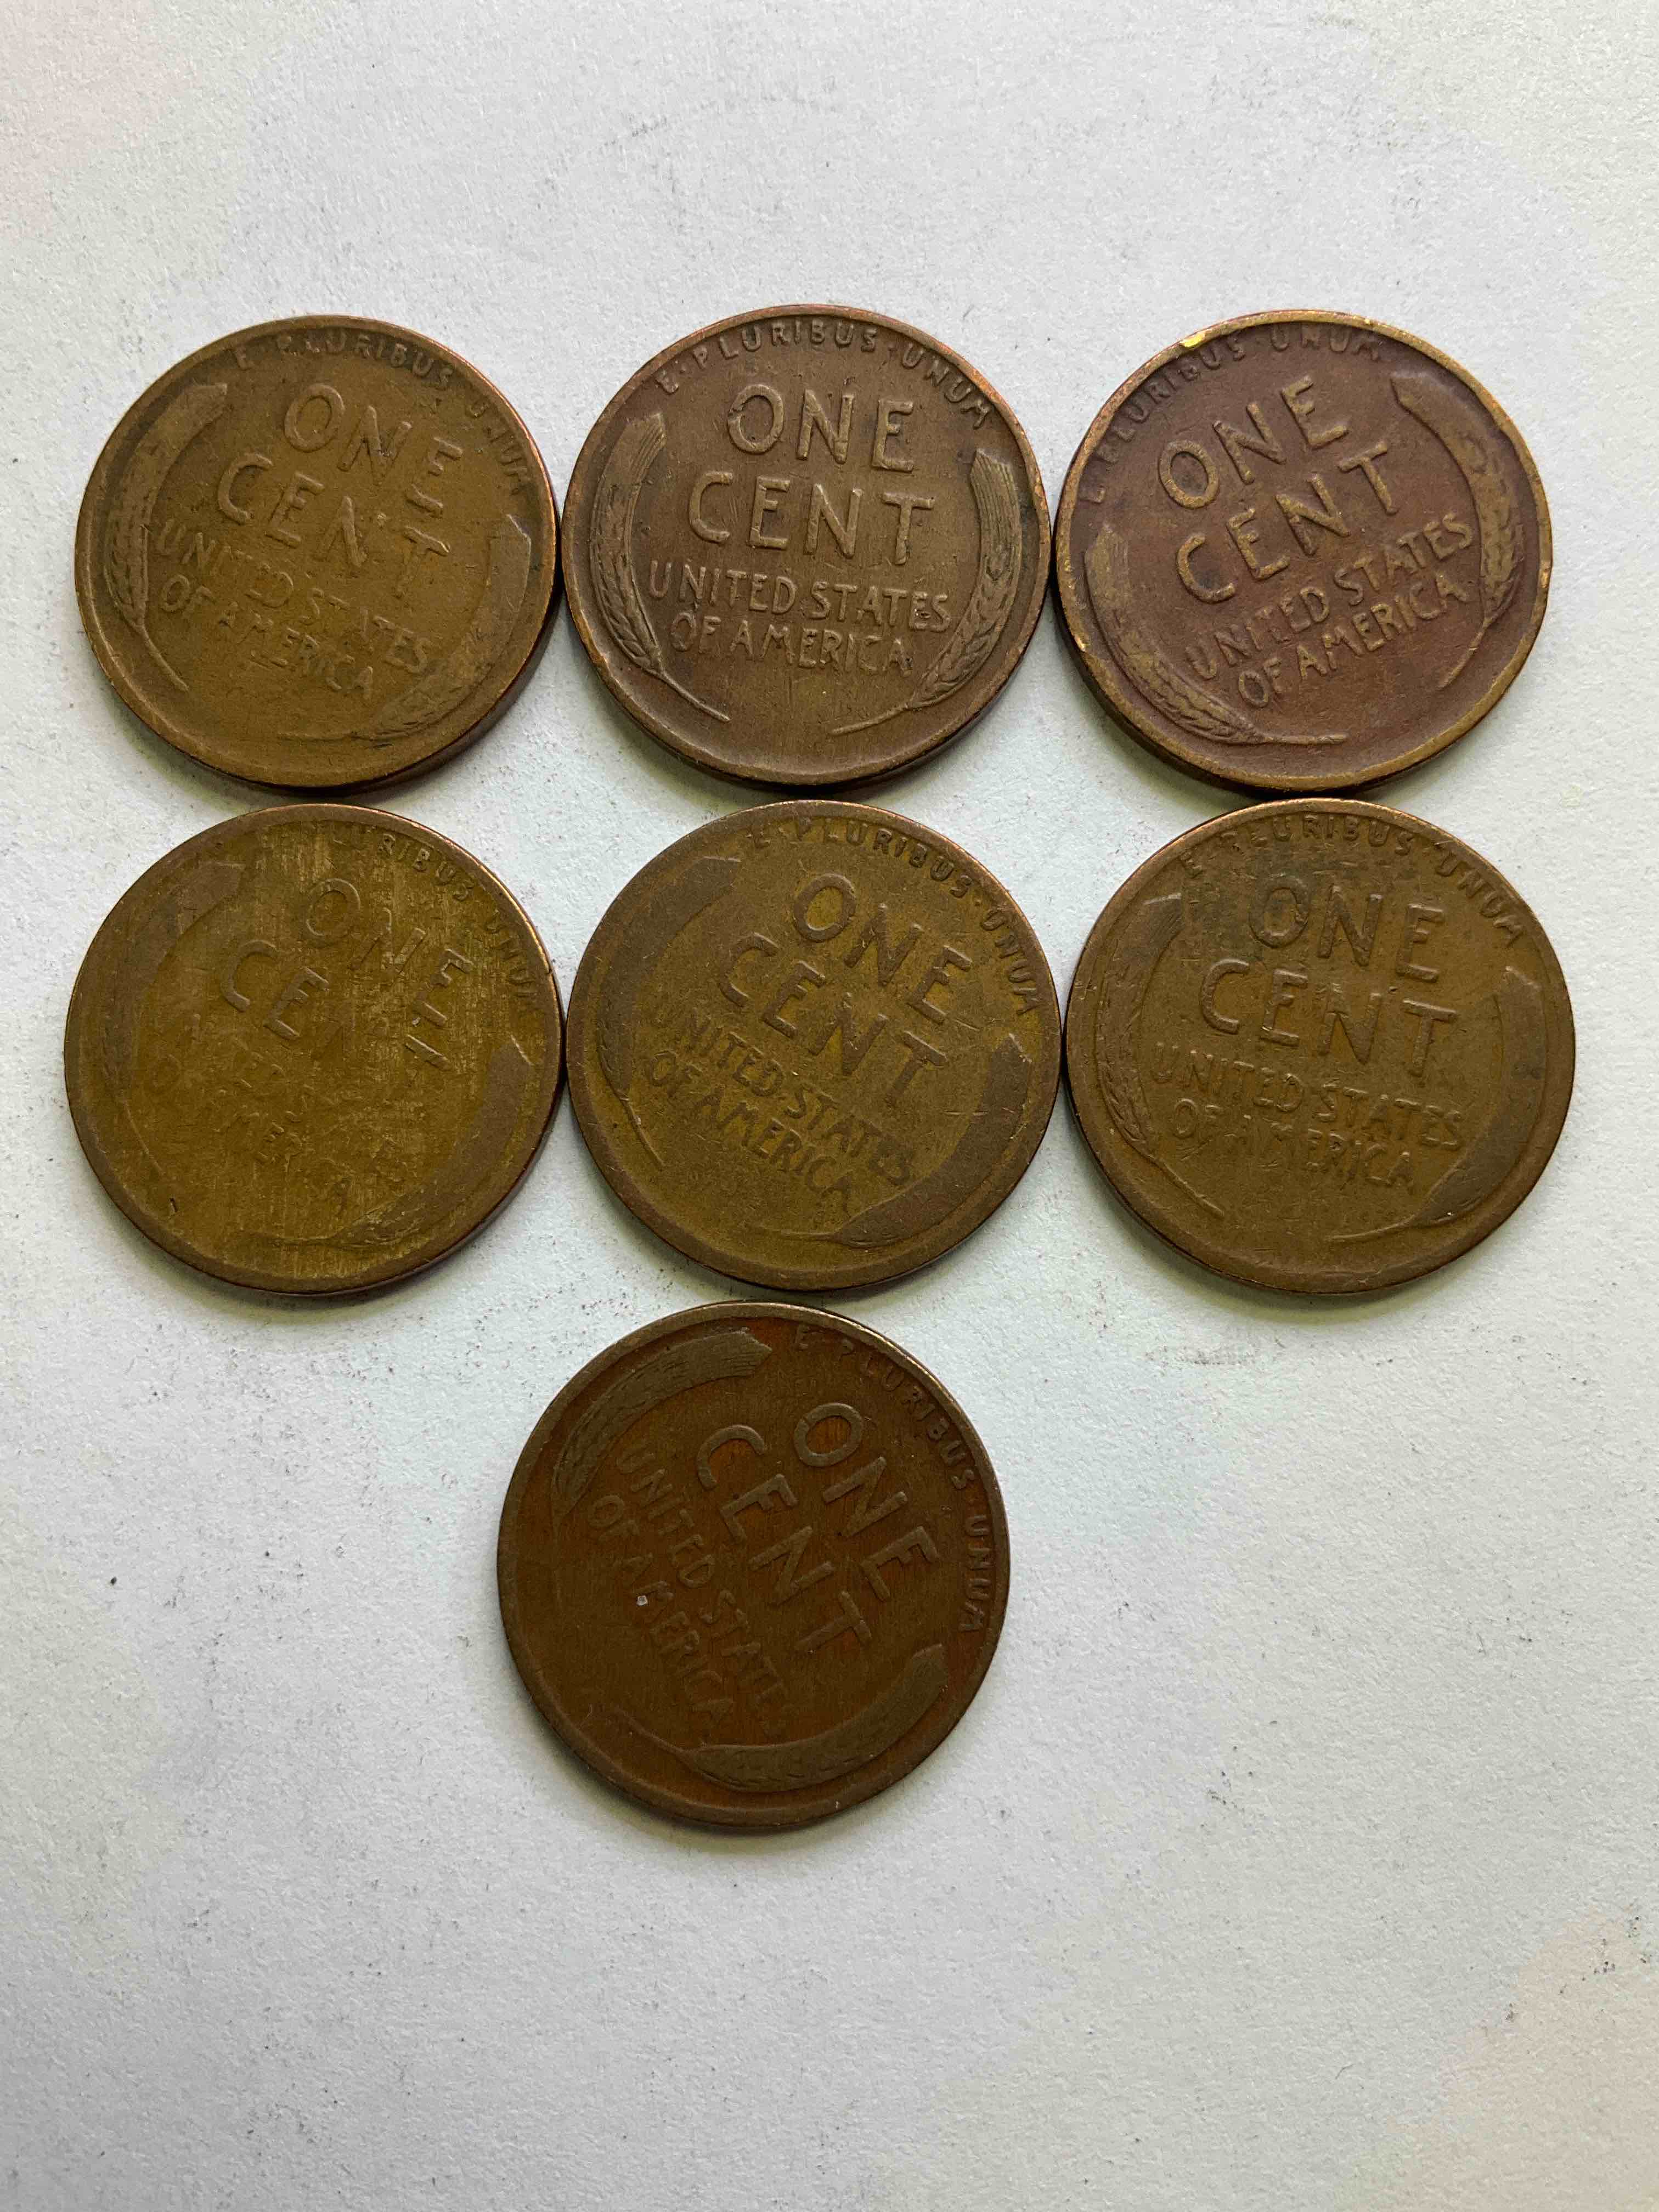 E·PLURIBUS·UNUM
ONE
CENT
UNITED STATES
OF AMERICA
E·PLURIBUS·UNUM
ONE
CENT
UNITED STATES
OF AMERICA
E·PLURIBUS·UNUM
ONE
CENT
UNITED STATES
OF AMERICA
PLURIBUS UNUM
ONE
CENT
E·PLURIBUS·UNUM
ONE
CENT
UNITED STATES
OF AMERICA
E·PLURIBUS·UNUM
ONE
CENT
UNITED STATES
OF AMERICA
E·PLURIBUS·UNUM
ONE
CENT
UNITED STATES
OF AMERICA